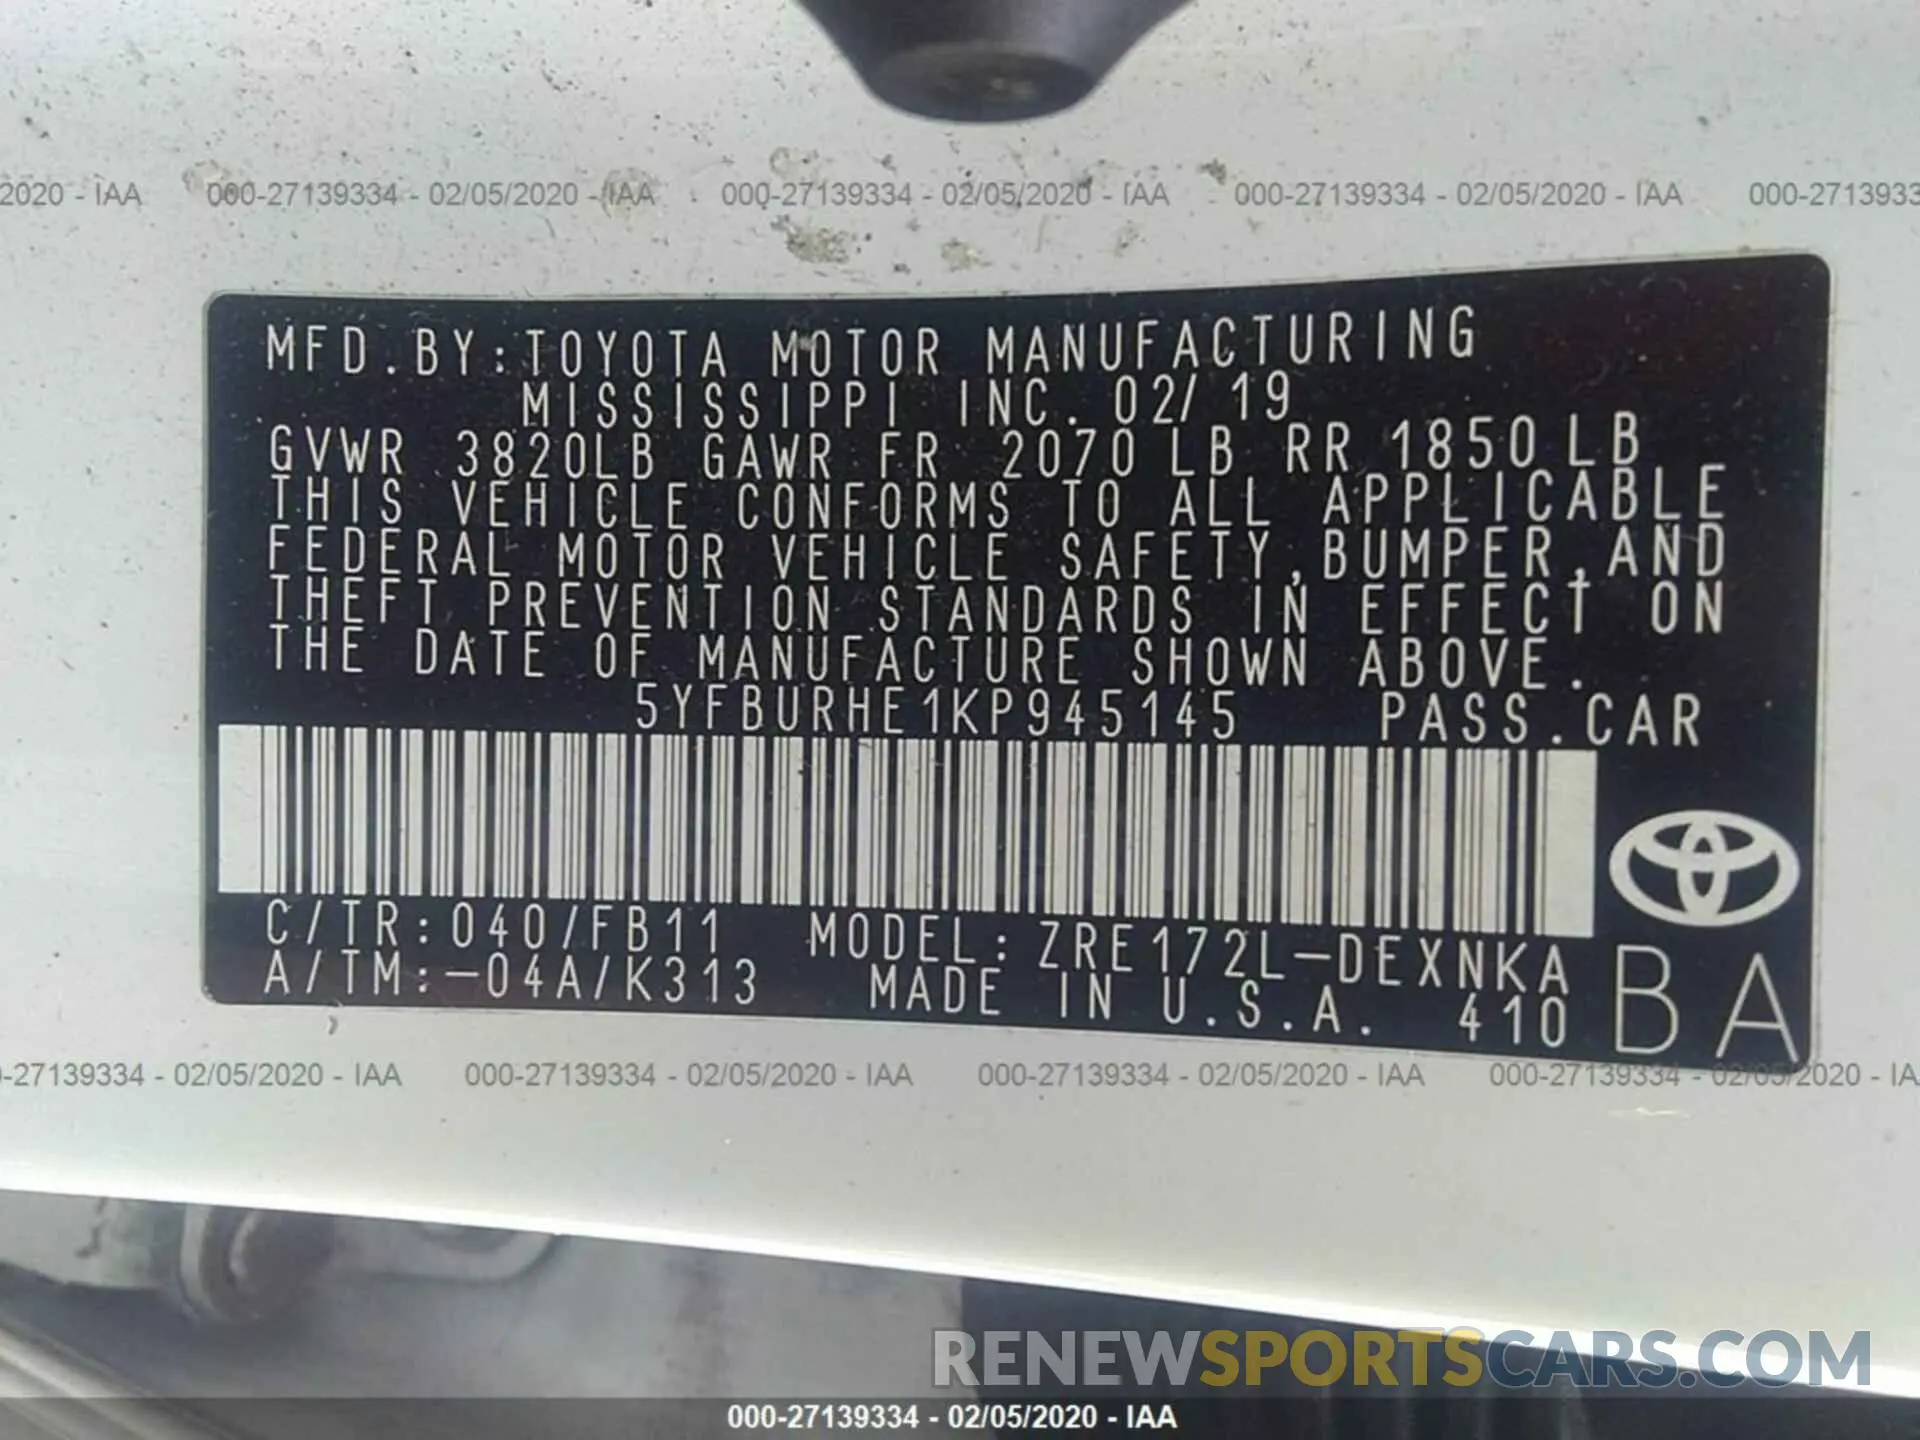 2020 - IAA 000-27139334 - 02/05/2020 - IAA 000-27139334 - 02/05/2020 - IAA 000-27139334 - 02/05/2020 - IAA 000-2713933
MFD.BY:TOYOTA MOTOR MANUFACTURING
MISSISSIPPI INC. 02/19
GVWR 3820LB GAWR FR 2070LB RR 1850LB
THIS VEHICLE CONFORMS TO ALL APPLICABLE
FEDERAL MOTOR VEHICLE SAFETY,BUMPER,AND
THEFT PREVENTION STANDARDS IN EFFECT ON
THE DATE OF MANUFACTURE SHOWN ABOVE.
5YFBURHE1KP945145 PASS.CAR
C/TR:040/FB11 MODEL:ZRE172L-DEXNKA
A/TM:-04A/K313 MADE IN U.S.A. 410
BA
0-27139334 - 02/05/2020 - IAA 000-27139334 - 02/05/2020 - IAA 000-27139334 - 02/05/2020 - IAA 000-27139334 - 02/05/2020 - IA
RENEWSPORTSCARS.COM
000-27139334 - 02/05/2020 - IAA